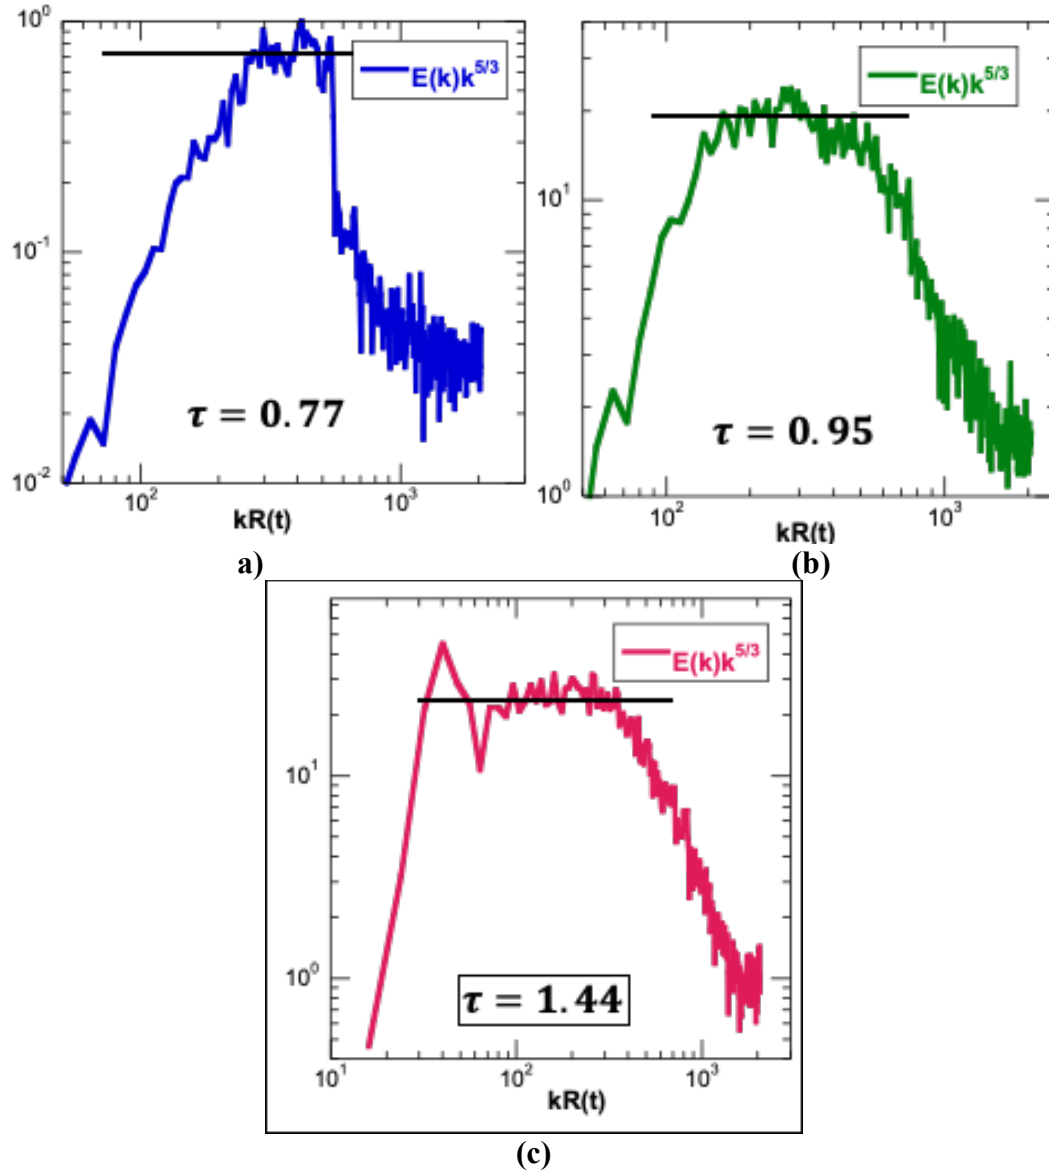 10^0
E(k)k^{5/3}
10^{-1}
τ = 0.77
10^{-2}
10^2
10^3
kR(t)
a)
E(k)k^{5/3}
10^1
τ = 0.95
10^0
10^2
10^3
kR(t)
(b)
E(k)k^{5/3}
10^1
10^0
τ = 1.44
10^1
10^2
10^3
kR(t)
(c)